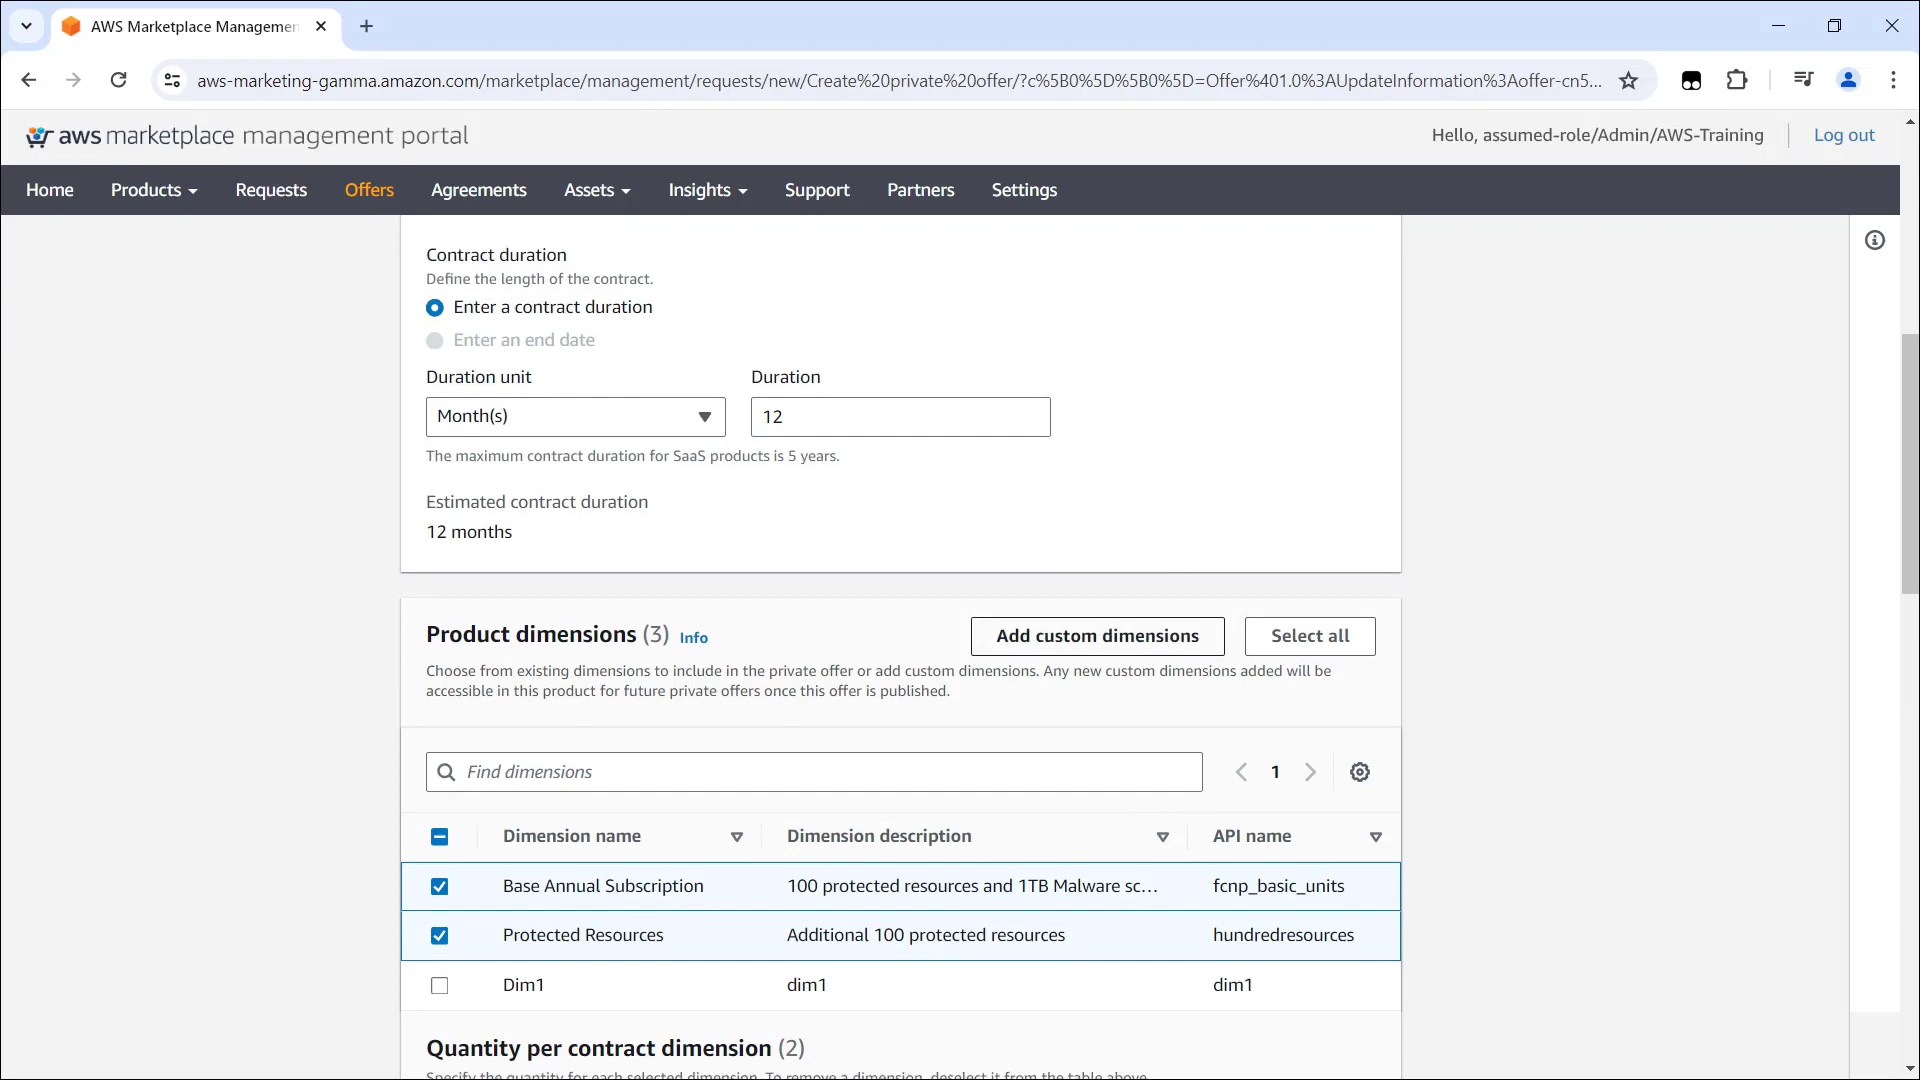 AWS Marketplace Managemen
aws-marketing-gamma.amazon.com/marketplace/management/requests/new/Create%20private%20offer/?c%5B0%5D%5B0%5D=Offer%401.0%3AUpdateInformation%3Aoffer-cn5...
aws marketplace management portal
Hello, assumed-role/Admin/AWS-Training
Log out
Home Products Requests Offers Agreements Assets Insights Support Partners Settings
Contract duration
Define the length of the contract.
Enter a contract duration
Enter an end date
Duration unit Duration
Month(s) 12
The maximum contract duration for SaaS products is 5 years.
Estimated contract duration
12 months
Product dimensions (3) Info Add custom dimensions Select all
Choose from existing dimensions to include in the private offer or add custom dimensions. Any new custom dimensions added will be
accessible in this product for future private offers once this offer is published.
Find dimensions 1
Dimension name Dimension description API name
Base Annual Subscription 100 protected resources and 1TB Malware sc... fcnp_basic_units
Protected Resources Additional 100 protected resources hundredresources
Dim1 dim1 dim1
Quantity per contract dimension (2)
Specify the quantity for each selected dimension. To remove a dimension, deselect it from the table above.